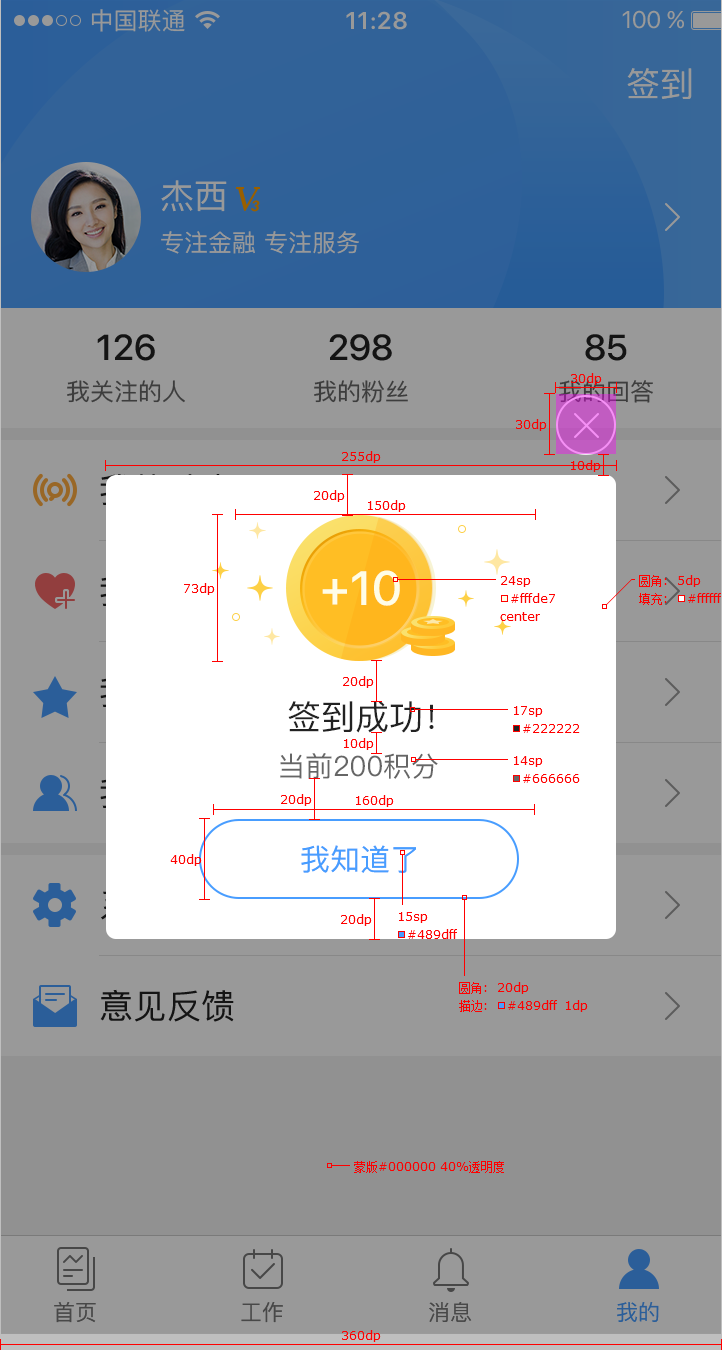 中国联通 11:28 100 %
签到
杰西 V3
专注金融 专注服务
126 298 85
我关注的人 我的粉丝 我的回答
30dp
30dp
10dp
255dp
20dp
150dp
73dp
+10
24sp
#fffde7
center
圆角: 5dp
填充: #ffffff
20dp
签到成功!
17sp
#222222
10dp
当前200积分
14sp
#666666
20dp
160dp
40dp
我知道了
20dp
15sp
#489dff
圆角: 20dp
描边: #489dff 1dp
意见反馈
蒙版#000000 40%透明度
首页 工作 消息 我的
360dp